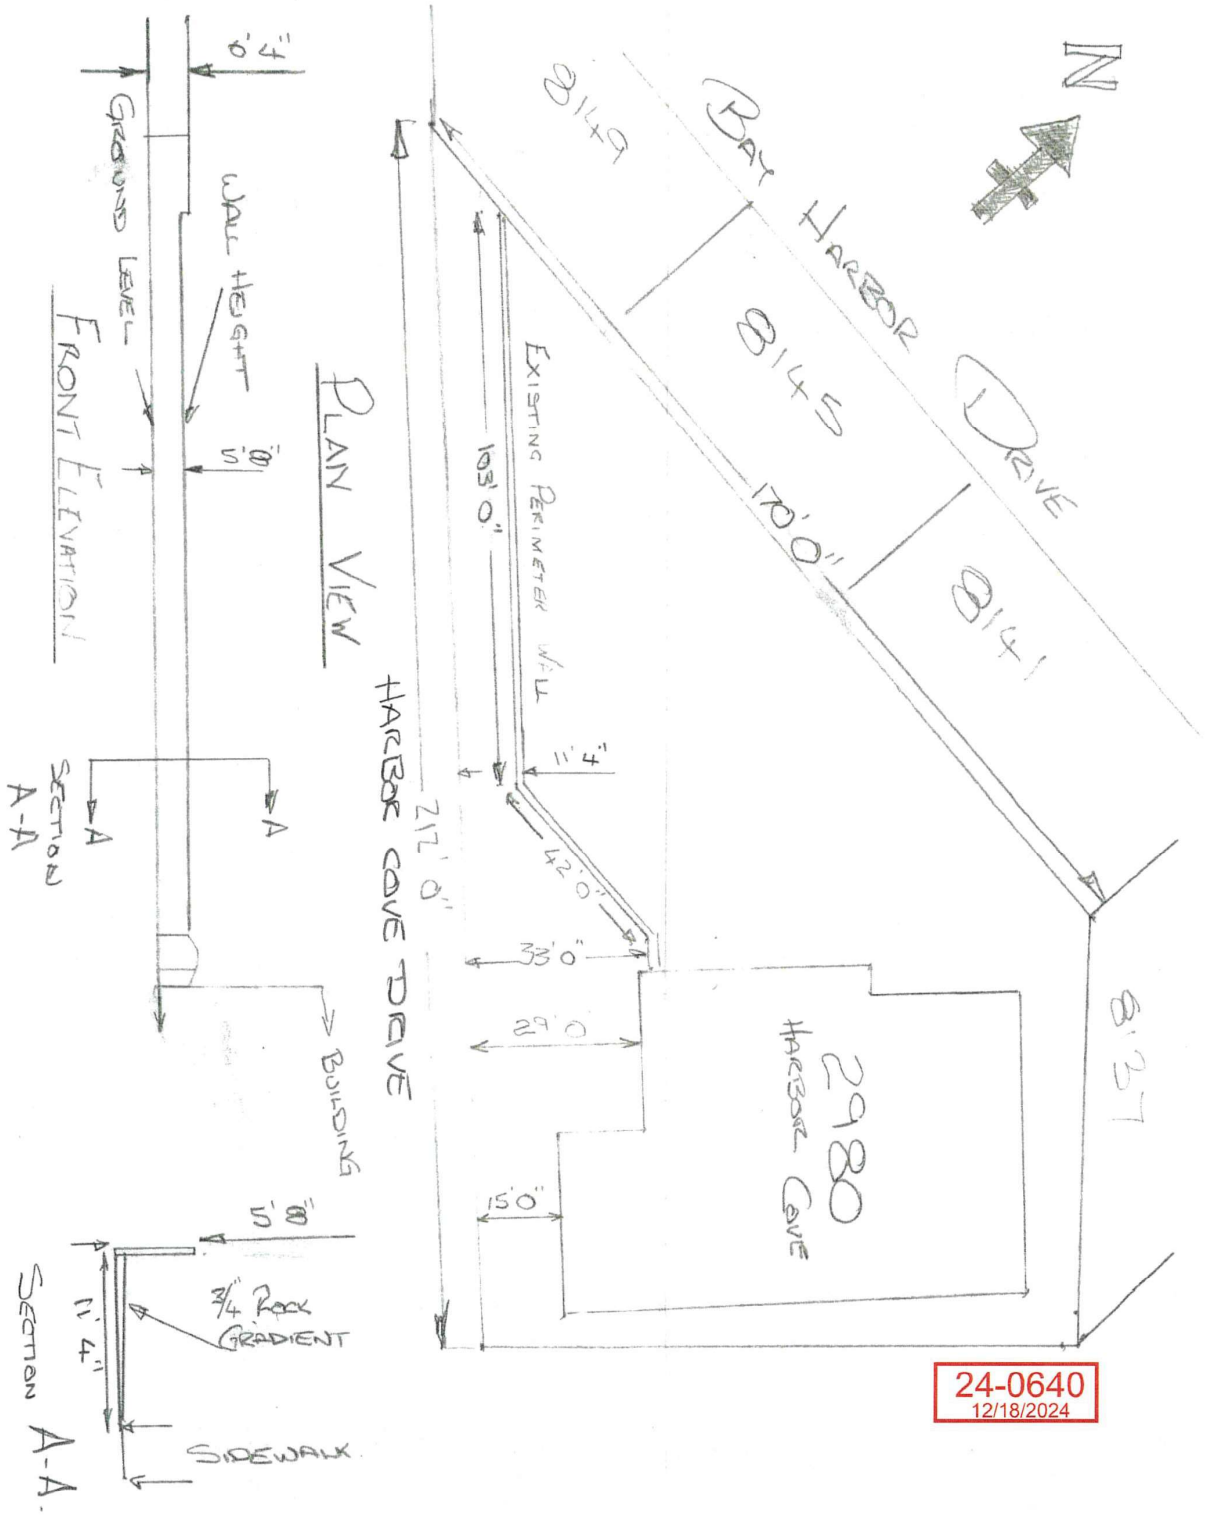 N
BAY HARBOR DRIVE
8149
8145
8141
8137
170'0"
EXISTING PERIMETER WALL
103'0"
11'4"
42'0"
33'0"
29'0
15'0"
2980
HARBOR COVE
212'0"
HARBOR COVE DRIVE
PLAN VIEW
6'4"
GROUND LEVEL
WALL HEIGHT
5'8"
FRONT ELEVATION
A
A
SECTION
A-A
BUILDING
5'8"
3/4" ROCK
GRADIENT
11'4"
SIDEWALK
SECTION A-A.
24-0640
12/18/2024